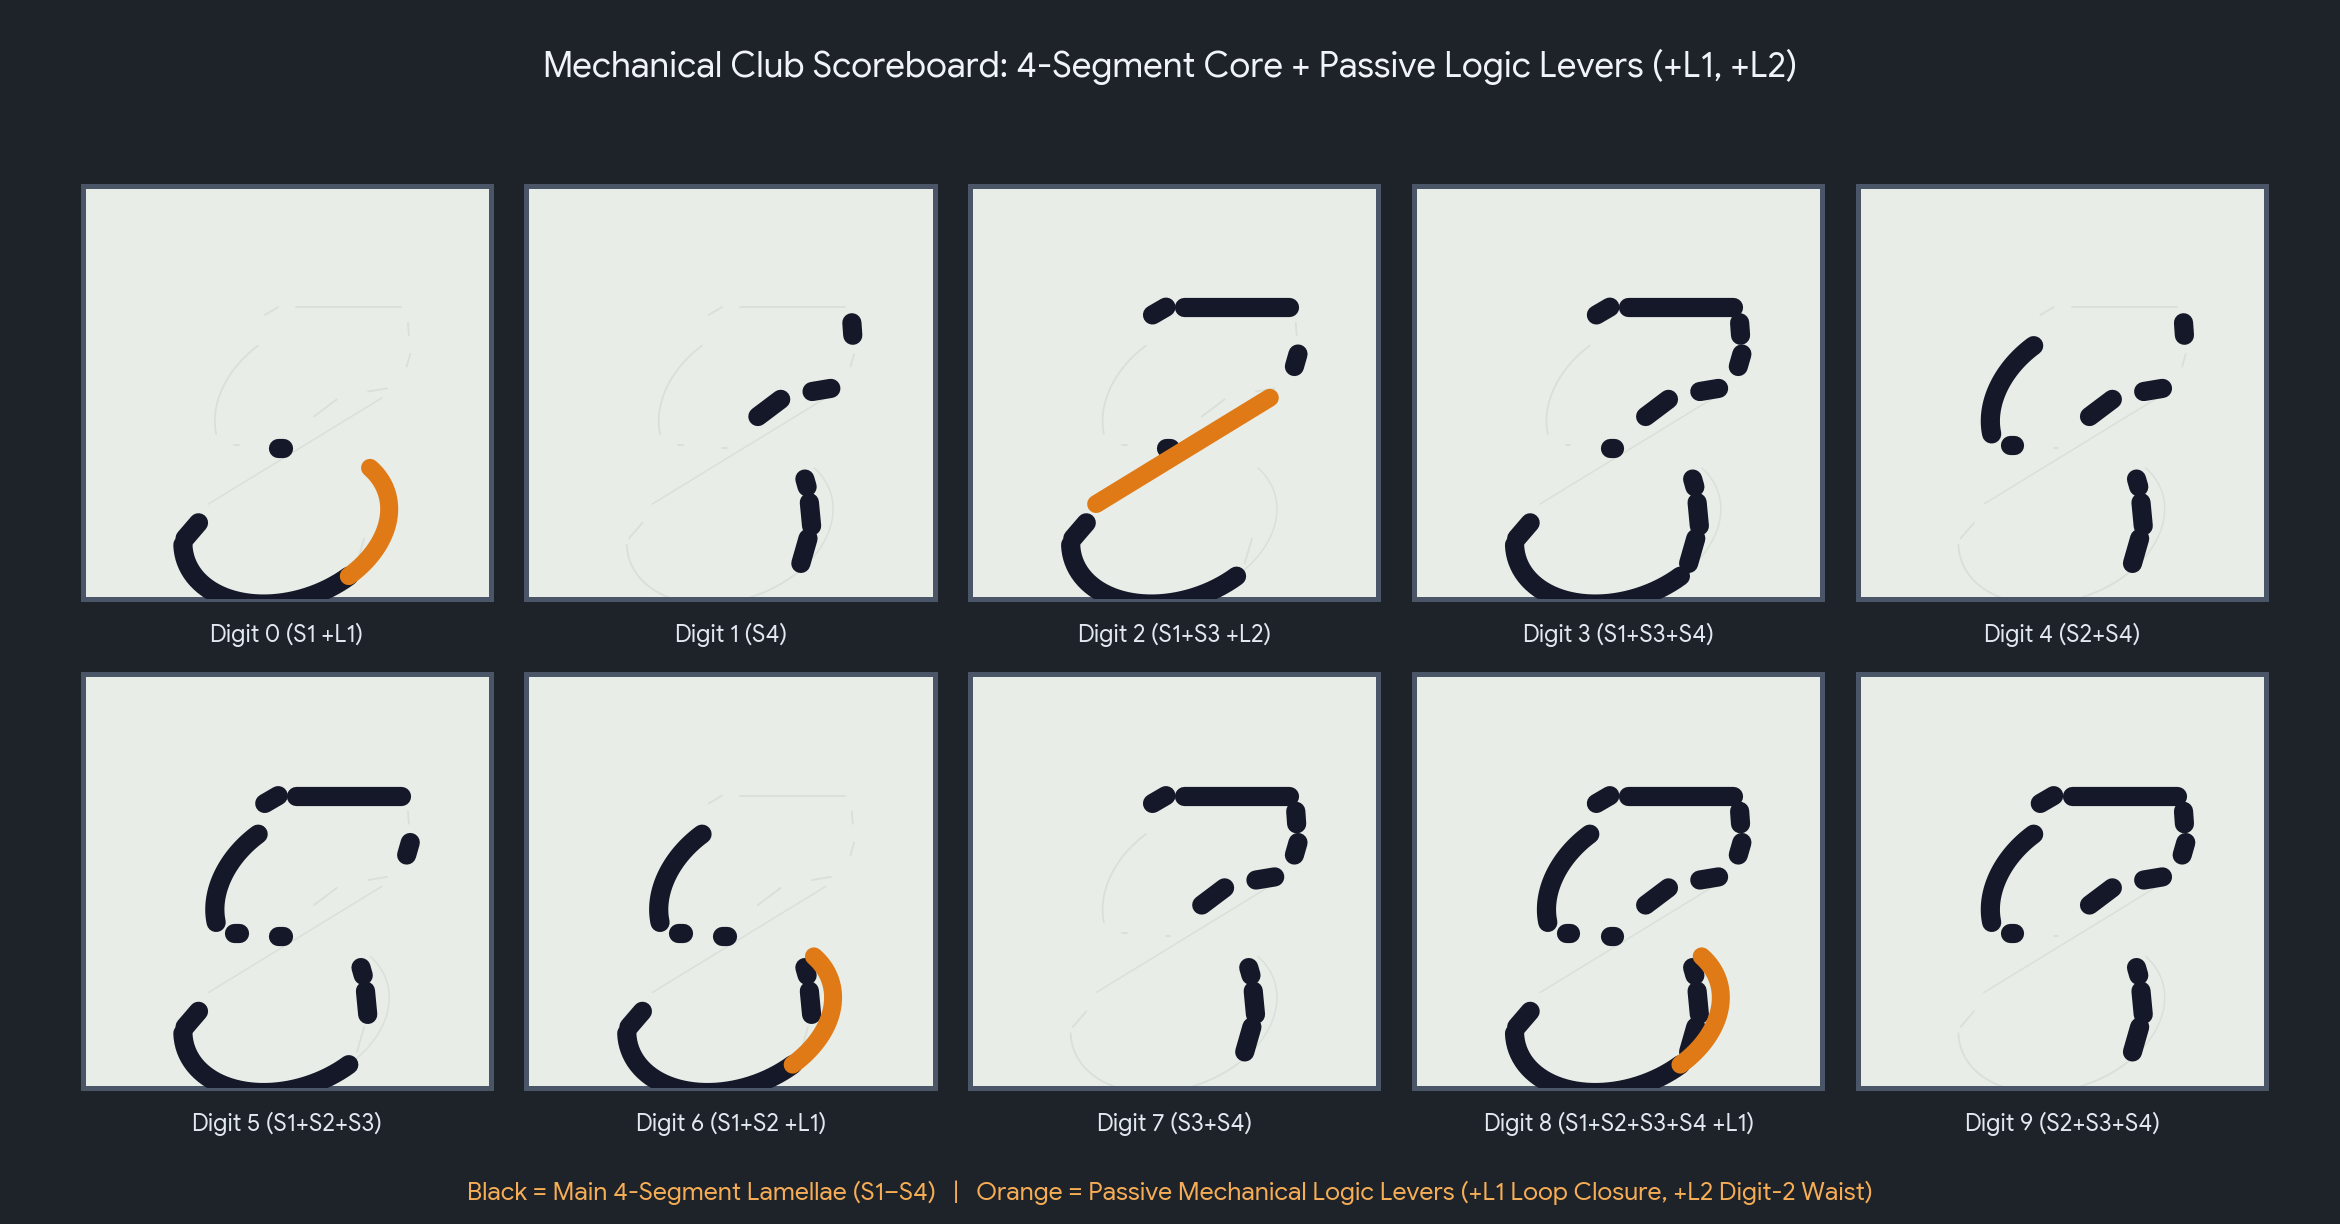 Mechanical Club Scoreboard: 4-Segment Core + Passive Logic Levers (+L1, +L2)
Digit 0 (S1 +L1)
Digit 1 (S4)
Digit 2 (S1+S3 +L2)
Digit 3 (S1+S3+S4)
Digit 4 (S2+S4)
Digit 5 (S1+S2+S3)
Digit 6 (S1+S2 +L1)
Digit 7 (S3+S4)
Digit 8 (S1+S2+S3+S4 +L1)
Digit 9 (S2+S3+S4)
Black = Main 4-Segment Lamellae (S1–S4) | Orange = Passive Mechanical Logic Levers (+L1 Loop Closure, +L2 Digit-2 Waist)